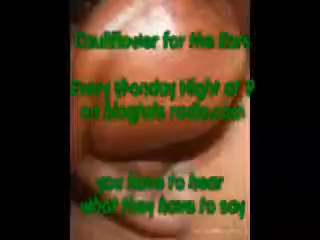 Cauliflower for the Ears
Every Monday Night at 9
on blogtalk radio.com
you have to hear
what they have to say